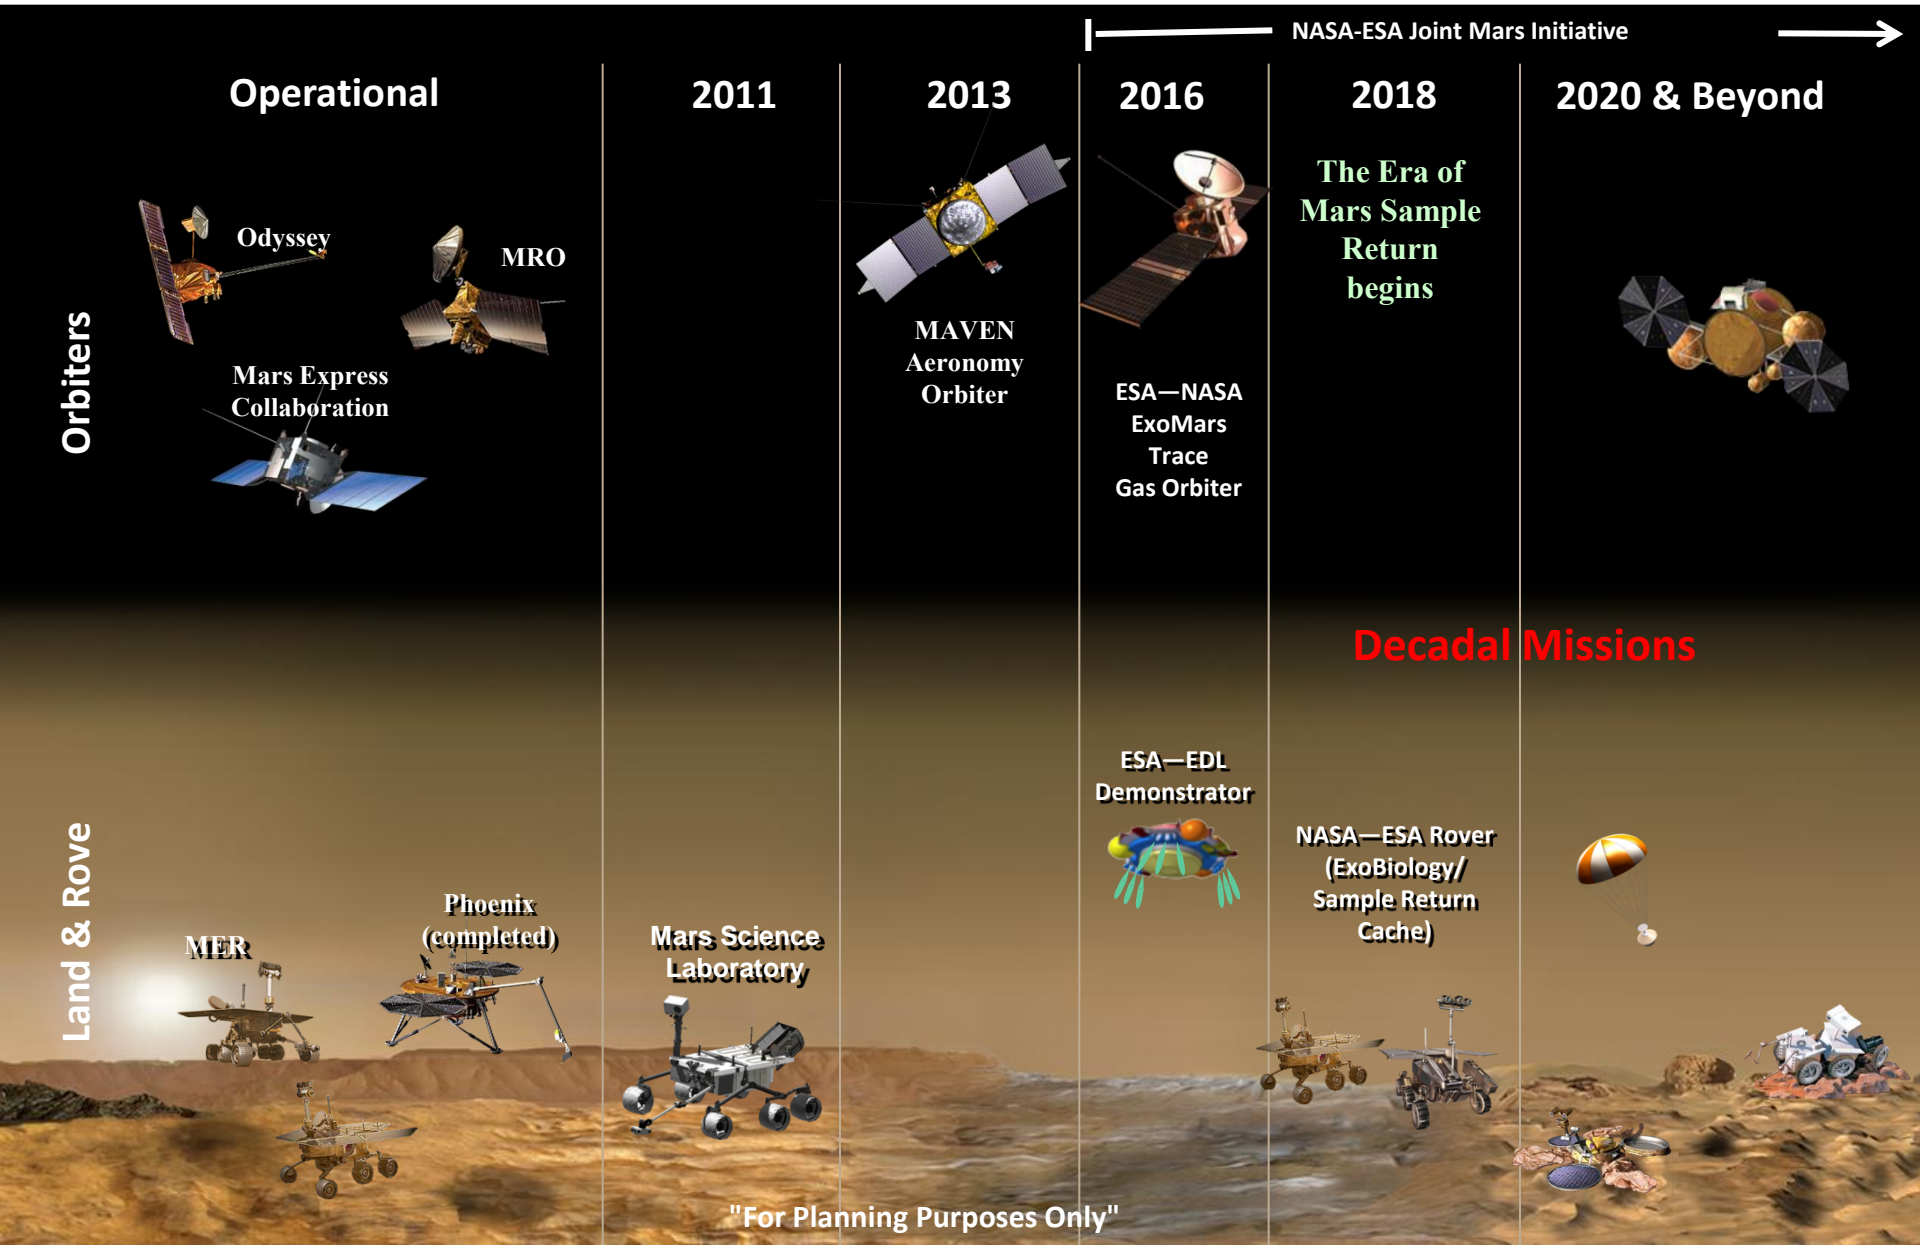 NASA-ESA Joint Mars Initiative
Operational
2011
2013
2016
2018
2020 & Beyond
Orbiters
Odyssey
MRO
Mars Express
Collaboration
MAVEN
Aeronomy
Orbiter
ESA—NASA
ExoMars
Trace
Gas Orbiter
The Era of
Mars Sample
Return
begins
Decadal Missions
Land & Rove
MER
Phoenix
(completed)
Mars Science
Laboratory
ESA—EDL
Demonstrator
NASA—ESA Rover
(ExoBiology/
Sample Return
Cache)
"For Planning Purposes Only"